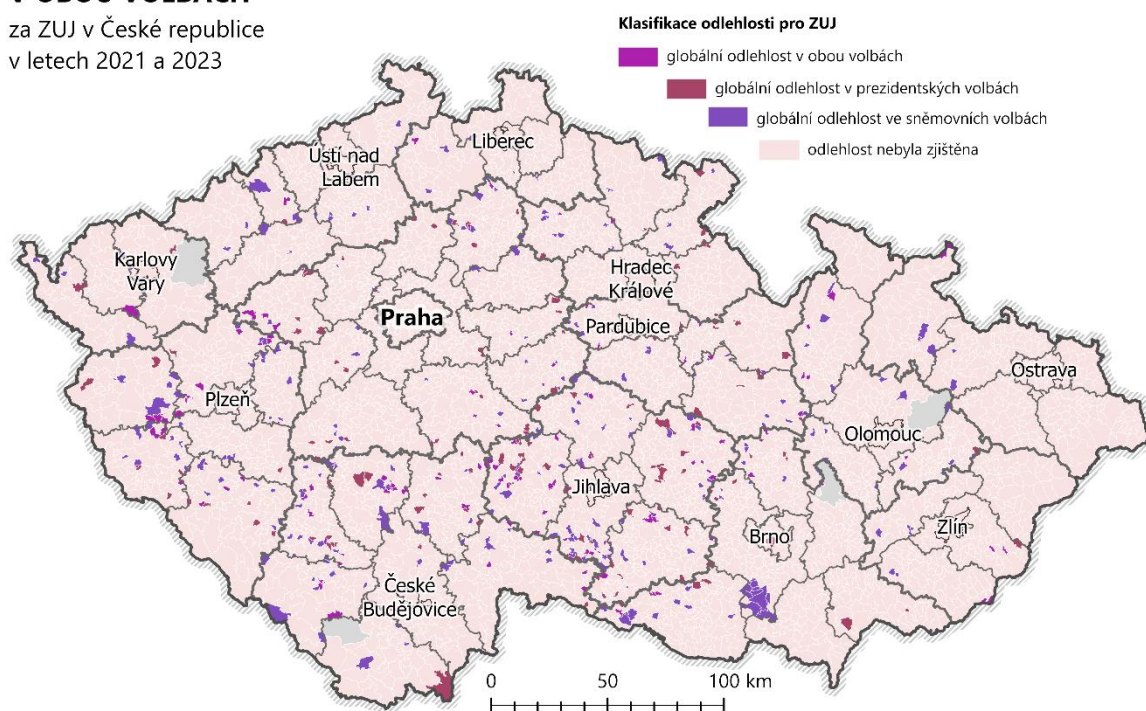 V OBOU VOLBÁCH
za ZUJ v České republice
v letech 2021 a 2023
Klasifikace odlehlosti pro ZUJ
globální odlehlost v obou volbách
globální odlehlost v prezidentských volbách
globální odlehlost ve sněmovních volbách
odlehlost nebyla zjištěna
Liberec
Ústí nad
Labem
Karlovy
Vary
Hradec
Králové
Praha
Pardubice
Ostrava
Plzeň
Olomouc
Jihlava
Zlín
Brno
České
Budějovice
0 50 100 km